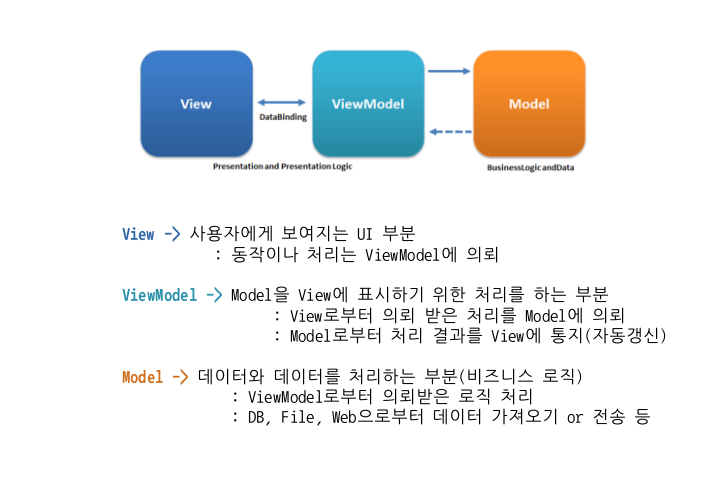 View
ViewModel
Model
DataBinding
Presentation and Presentation Logic
BusinessLogic andData
View -> 사용자에게 보여지는 UI 부분
: 동작이나 처리는 ViewModel에 의뢰
ViewModel -> Model을 View에 표시하기 위한 처리를 하는 부분
: View로부터 의뢰 받은 처리를 Model에 의뢰
: Model로부터 처리 결과를 View에 통지(자동갱신)
Model -> 데이터와 데이터를 처리하는 부분(비즈니스 로직)
: ViewModel로부터 의뢰받은 로직 처리
: DB, File, Web으로부터 데이터 가져오기 or 전송 등